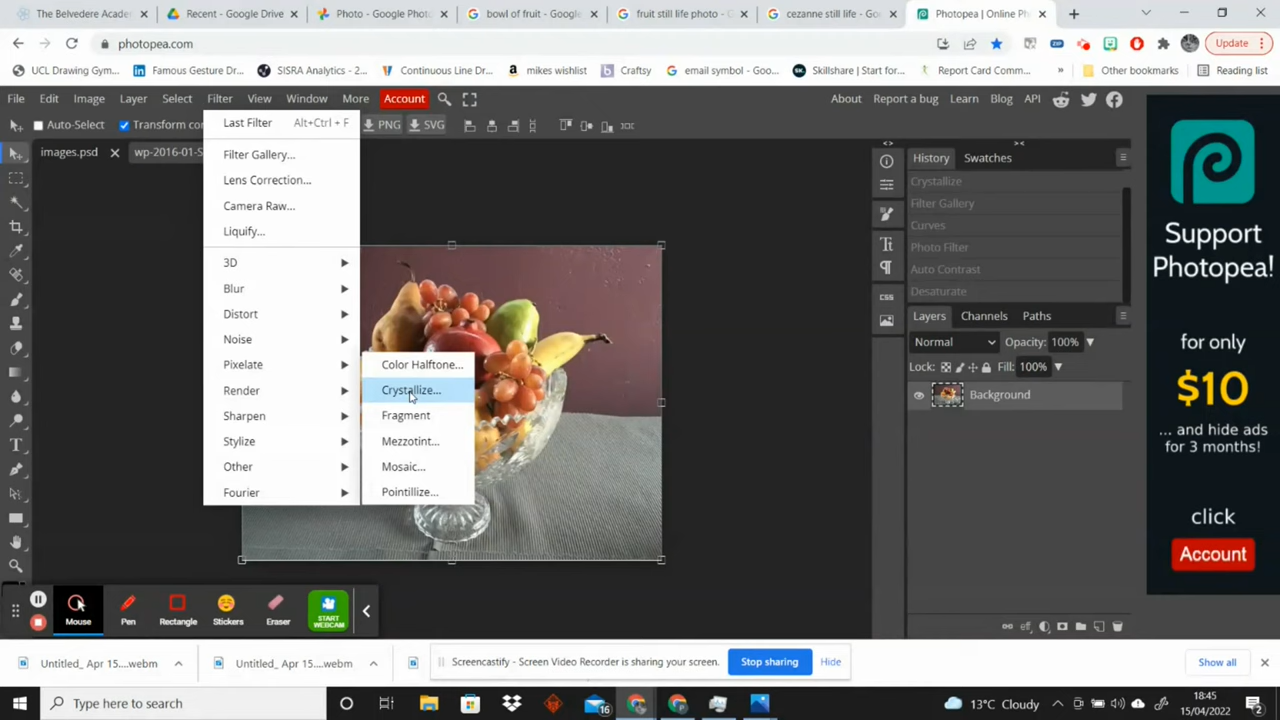 The Belvedere Acade
Recent - Google Drive
Photo - Google Photo
bowl of fruit - Google
fruit still life photo - G
cezanne still life - Goo
Photopea | Online Ph
photopea.com
Update
UCL Drawing Gym...
Famous Gesture Dr...
SISRA Analytics - 2...
Continuous Line Dr...
mikes wishlist
Craftsy
email symbol - Goo...
Skillshare | Start for...
Report Card Comm...
»
Other bookmarks
Reading list
File Edit Image Layer Select Filter View Window More Account
About Report a bug Learn Blog API
Auto-Select
Transform con
PNG
SVG
images.psd
wp-2016-01-S
Last Filter Alt+Ctrl + F
Filter Gallery...
Lens Correction...
Camera Raw...
Liquify...
3D
Blur
Distort
Noise
Pixelate
Render
Sharpen
Stylize
Other
Fourier
Color Halftone...
Crystallize...
Fragment
Mezzotint...
Mosaic...
Pointillize...
History Swatches
Crystallize
Filter Gallery
Curves
Photo Filter
Auto Contrast
Desaturate
Layers Channels Paths
Normal Opacity: 100%
Lock: Fill: 100%
Background
CSS
Support
Photopea!
for only
$10
... and hide ads
for 3 months!
click
Account
Mouse
Pen
Rectangle
Stickers
Eraser
START
WEBCAM
Untitled_ Apr 15....webm
Untitled_ Apr 15....webm
Screencastify - Screen Video Recorder is sharing your screen.
Stop sharing
Hide
Show all
Type here to search
16
13°C Cloudy
18:45
15/04/2022
2